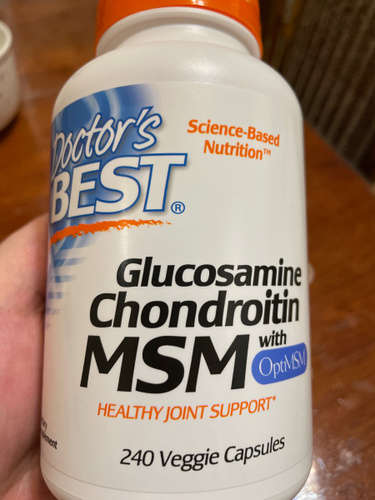 Doctor's
BEST®
Science-Based
Nutrition™
Glucosamine
Chondroitin
MSM with
OptiMSM
HEALTHY JOINT SUPPORT*
240 Veggie Capsules